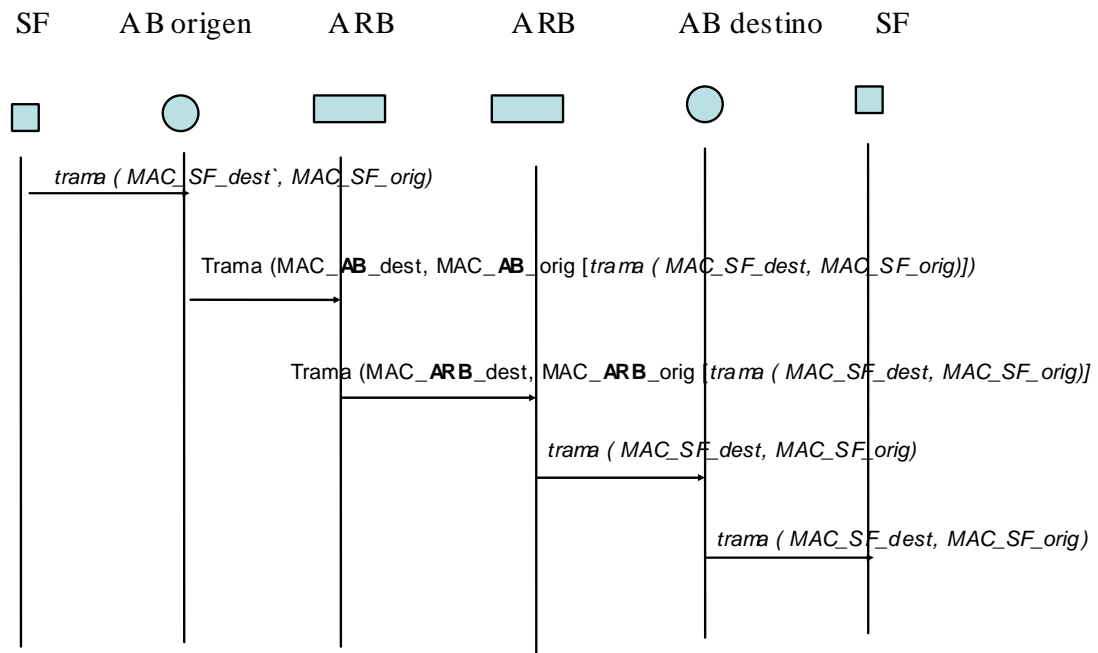 SF AB origen ARB ARB AB destino SF
trama ( MAC_SF_dest`, MAC_SF_orig)
Trama (MAC_AB_dest, MAC_AB_orig [trama ( MAC_SF_dest, MAC_SF_orig)])
Trama (MAC_ARB_dest, MAC_ARB_orig [trama ( MAC_SF_dest, MAC_SF_orig)]
trama ( MAC_SF_dest, MAC_SF_orig)
trama ( MAC_SF_dest, MAC_SF_orig)